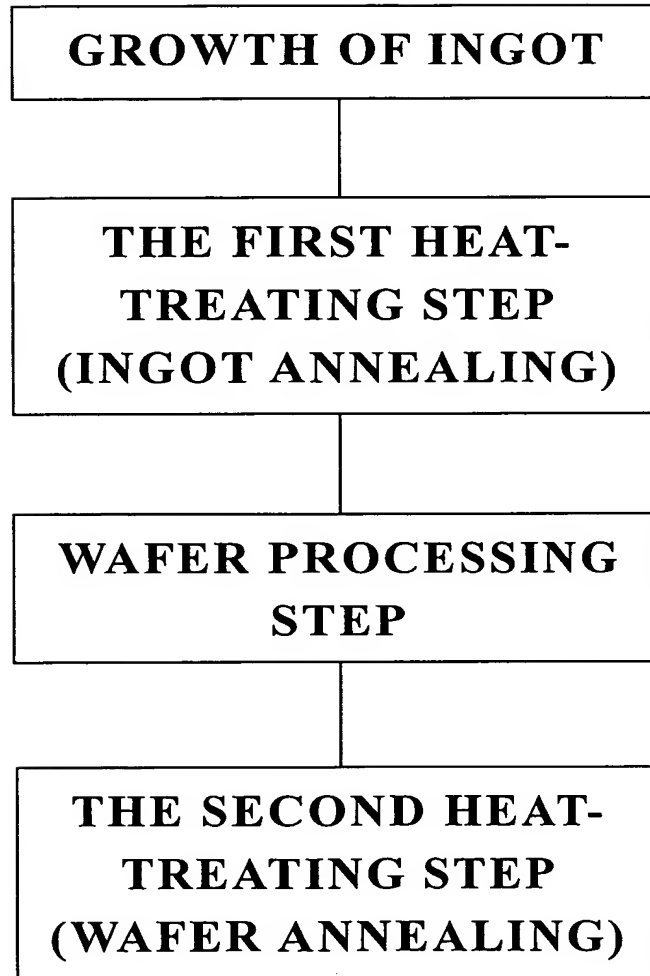 GROWTH OF INGOT
THE FIRST HEAT-
TREATING STEP
(INGOT ANNEALING)
WAFER PROCESSING
STEP
THE SECOND HEAT-
TREATING STEP
(WAFER ANNEALING)